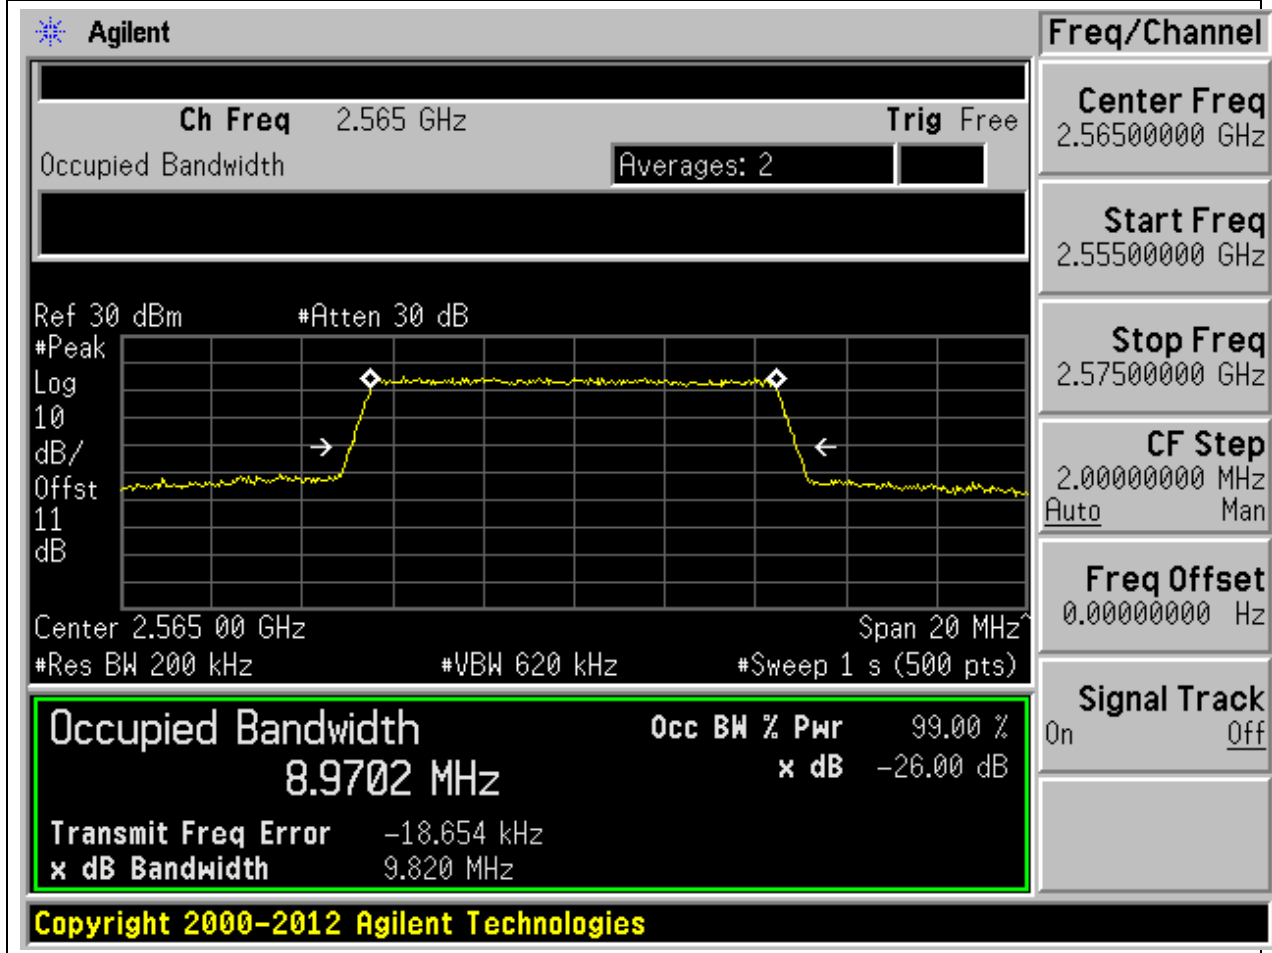 Agilent
Freq/Channel
Ch Freq 2.565 GHz Trig Free
Occupied Bandwidth Averages: 2
Center Freq
2.56500000 GHz
Start Freq
2.55500000 GHz
Stop Freq
2.57500000 GHz
CF Step
2.00000000 MHz
Auto Man
Freq Offset
0.00000000 Hz
Signal Track
On Off
Ref 30 dBm #Atten 30 dB
#Peak
Log
10
dB/
Offst
11
dB
Center 2.565 00 GHz Span 20 MHz^
#Res BW 200 kHz #VBW 620 kHz #Sweep 1 s (500 pts)
Occupied Bandwidth Occ BW % Pwr 99.00 %
8.9702 MHz x dB -26.00 dB
Transmit Freq Error -18.654 kHz
x dB Bandwidth 9.820 MHz
Copyright 2000-2012 Agilent Technologies